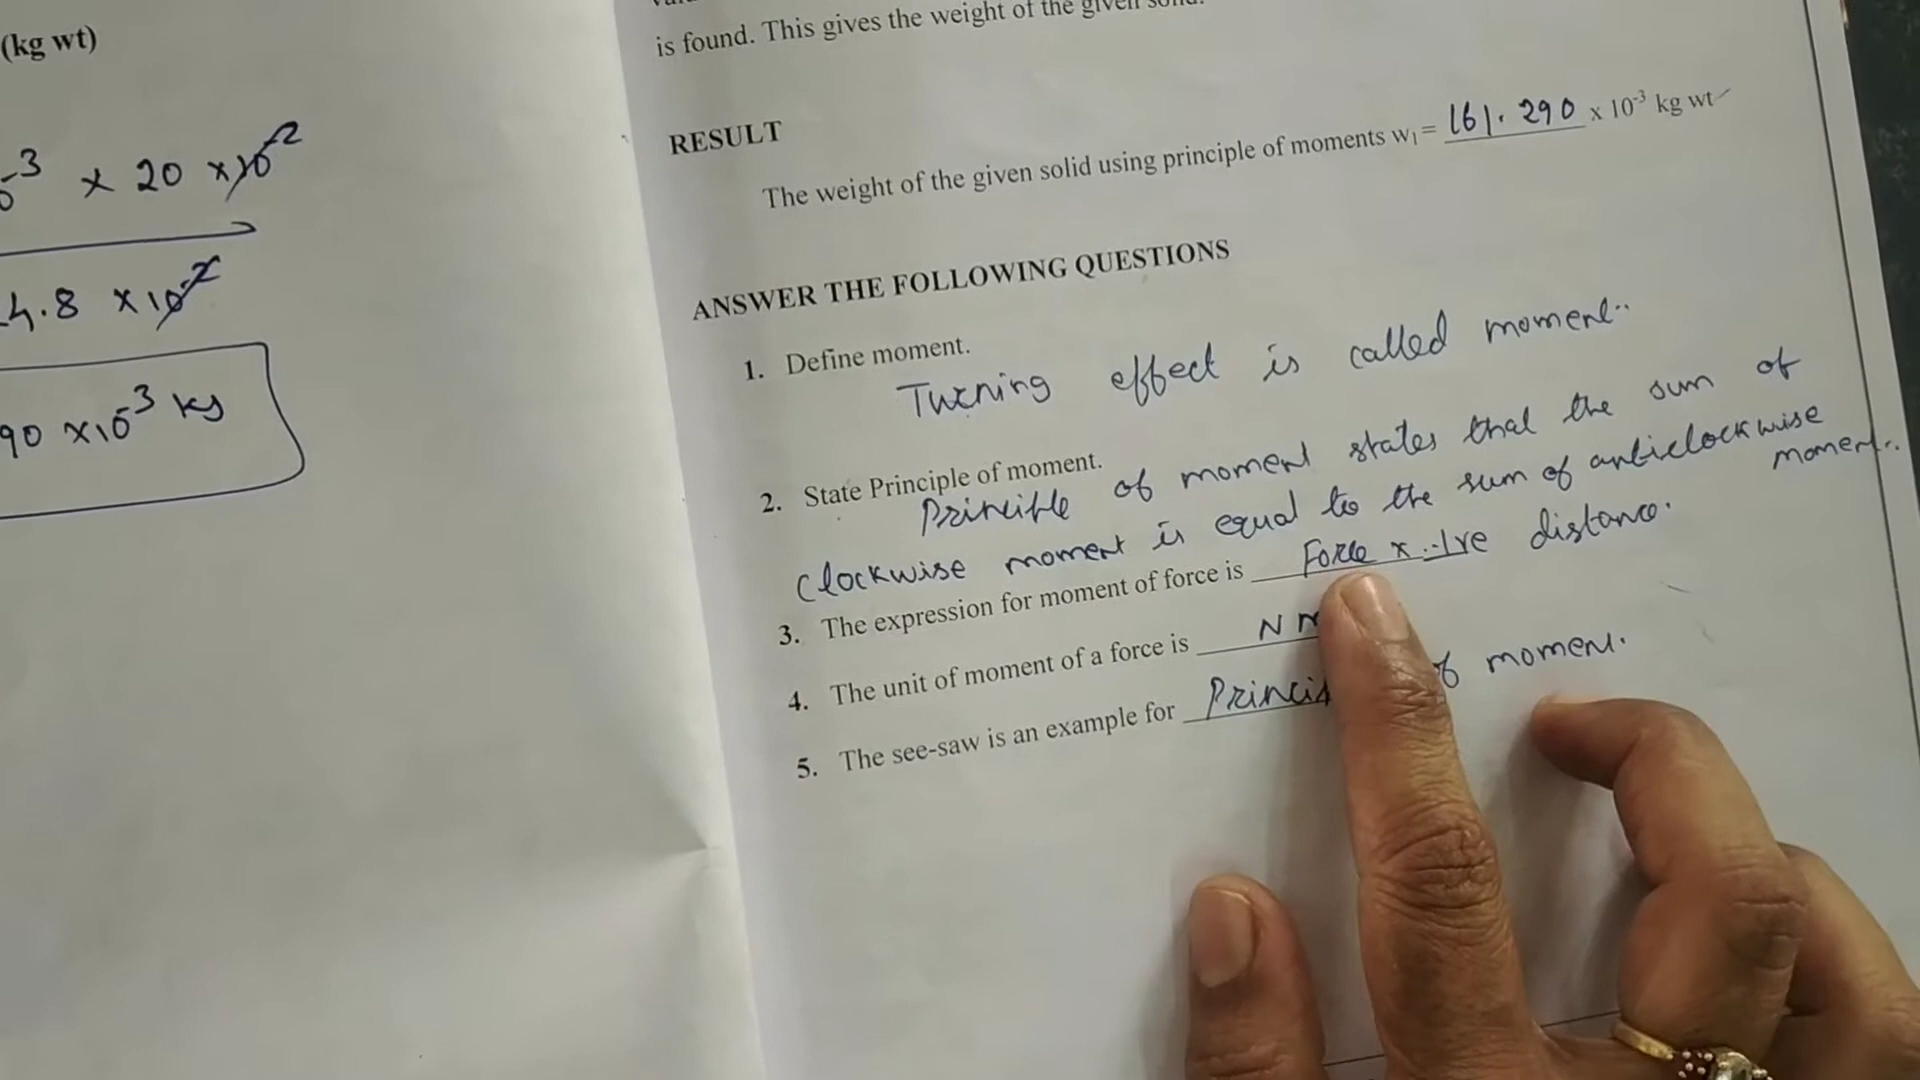 (kg wt)
-3 x 20 x 10-2
4.8 x 10-2
90 x 10-3 kg
is found. This gives the weight of the given solid.
RESULT
The weight of the given solid using principle of moments w1 = 161.290 x 10-3 kg wt
ANSWER THE FOLLOWING QUESTIONS
1. Define moment.
Turning effect is called moment..
2. State Principle of moment.
Principle of moment states that the sum of
clockwise moment is equal to the sum of anticlockwise
moment..
3. The expression for moment of force is Force x ⊥re distance.
4. The unit of moment of a force is N
5. The see-saw is an example for Princip of moment.